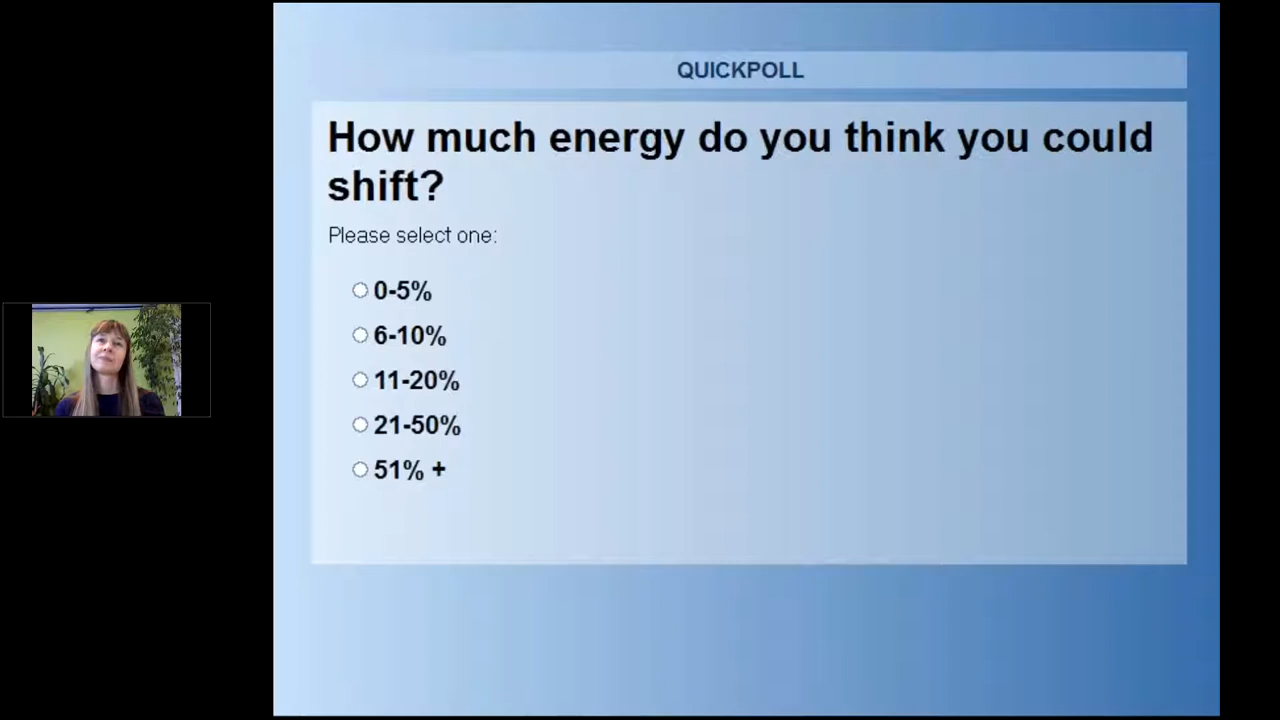 QUICKPOLL
How much energy do you think you could
shift?
Please select one:
0-5%
6-10%
11-20%
21-50%
51% +